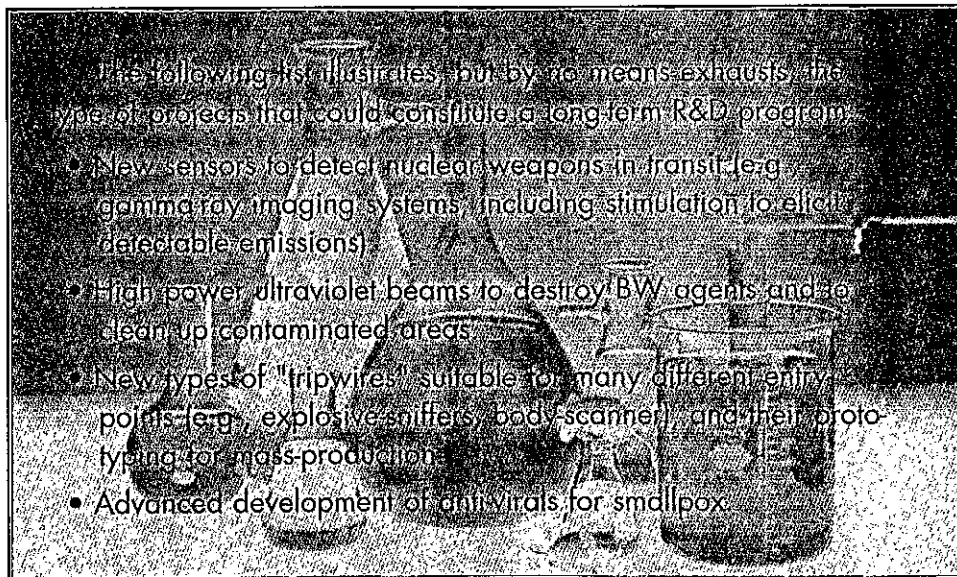 The following list illustrates, but by no means exhausts, the
type of projects that could constitute a long-term R&D program
• New sensors to detect nuclear weapons in transit (e.g.
gamma-ray imaging systems, including stimulation to elicit
detectable emissions)
• High power ultraviolet beams to destroy BW agents and to
clean up contaminated areas
• New types of "tripwires" suitable for many different entry-
points (e.g., explosive-sniffers, body-scanner), and their proto-
typing for mass-production
• Advanced development of anti-virals for smallpox